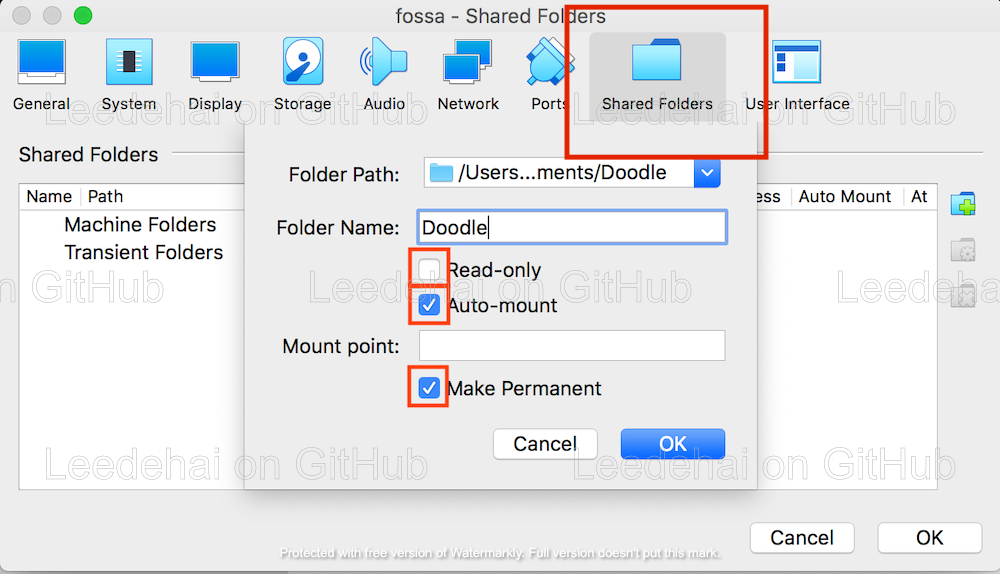 fossa - Shared Folders
General System Display Storage Audio Network Ports Shared Folders User Interface
Leedehai on GitHub Leedehai on GitHub
Shared Folders
Folder Path: /Users...ments/Doodle
Name Path ess Auto Mount At
Folder Name: Doodle
Machine Folders
Transient Folders
Read-only
n GitHub Leedehai on GitHub Leedehai
Auto-mount
Mount point:
Make Permanent
Cancel OK
Leedehai on GitHub Leedehai on GitHub
Cancel OK
Protected with free version of Watermarkly. Full version doesn't put this mark.